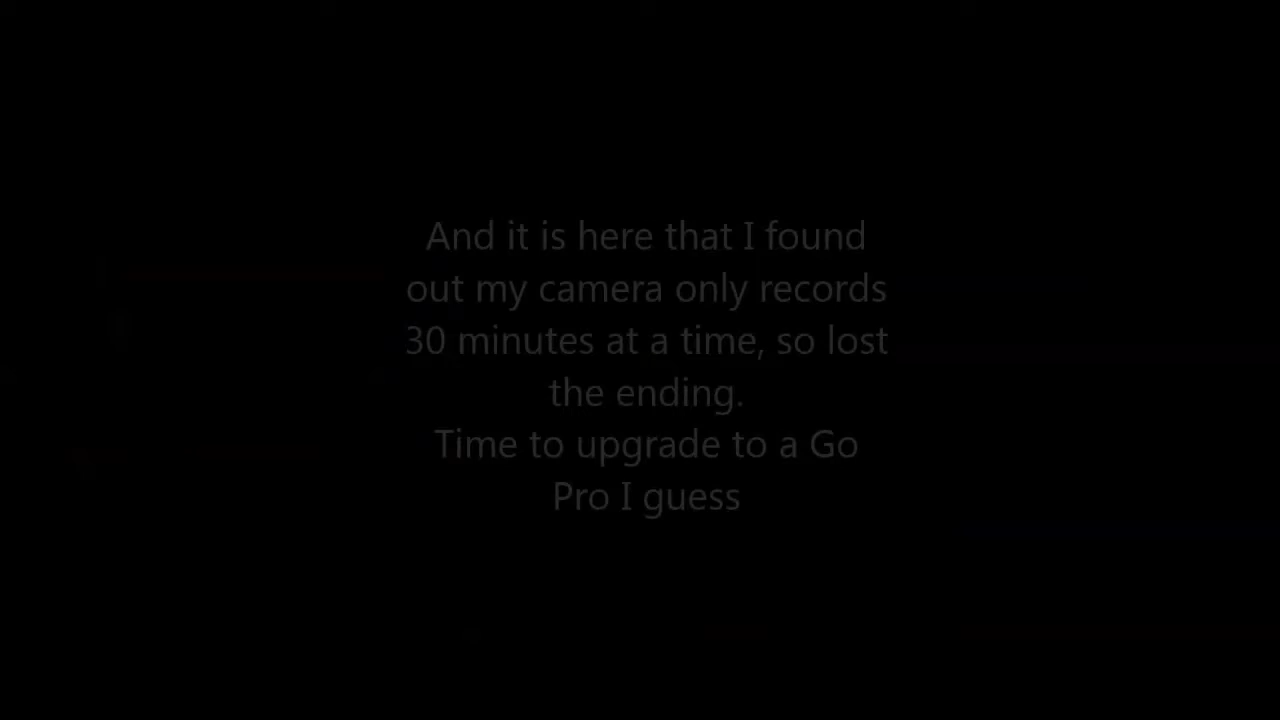 And it is here that I found
out my camera only records
30 minutes at a time, so lost
the ending.
Time to upgrade to a Go
Pro I guess